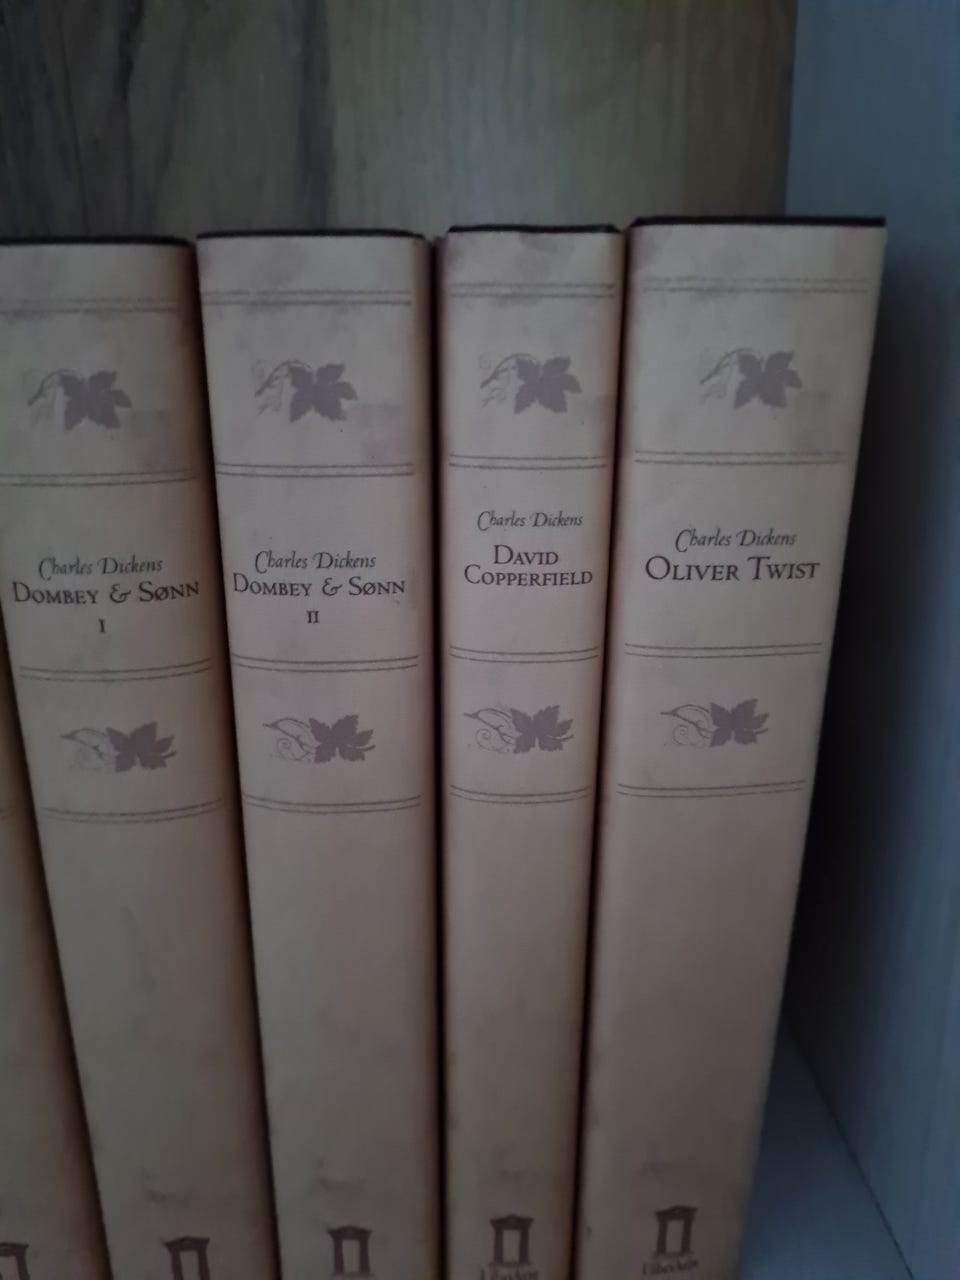 Charles Dickens
DOMBEY & SØNN
I
Charles Dickens
DOMBEY & SØNN
II
Charles Dickens
DAVID
COPPERFIELD
Charles Dickens
OLIVER TWIST